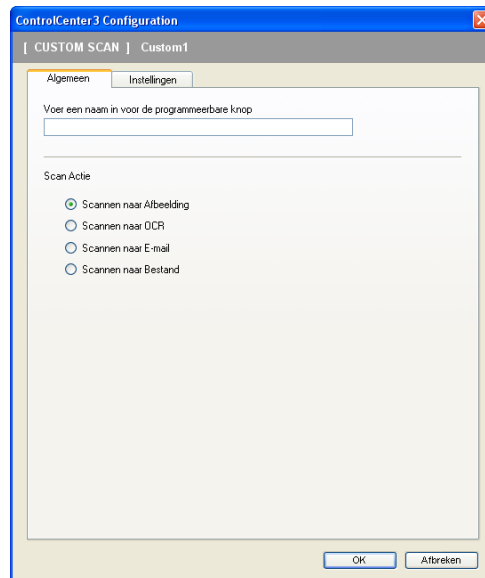 ControlCenter3 Configuration
[ CUSTOM SCAN ] Custom1
Algemeen Instellingen
Voer een naam in voor de programmeerbare knop
Scan Actie
Scannen naar Afbeelding
Scannen naar OCR
Scannen naar E-mail
Scannen naar Bestand
OK Afbreken